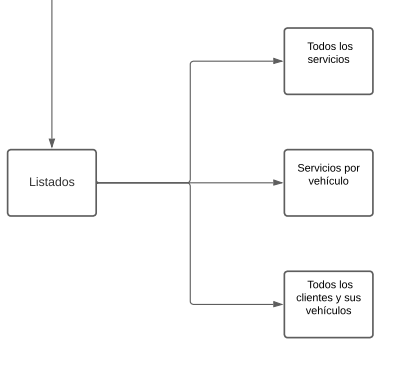 Todos los
servicios
Listados
Servicios por
vehículo
Todos los
clientes y sus
vehículos